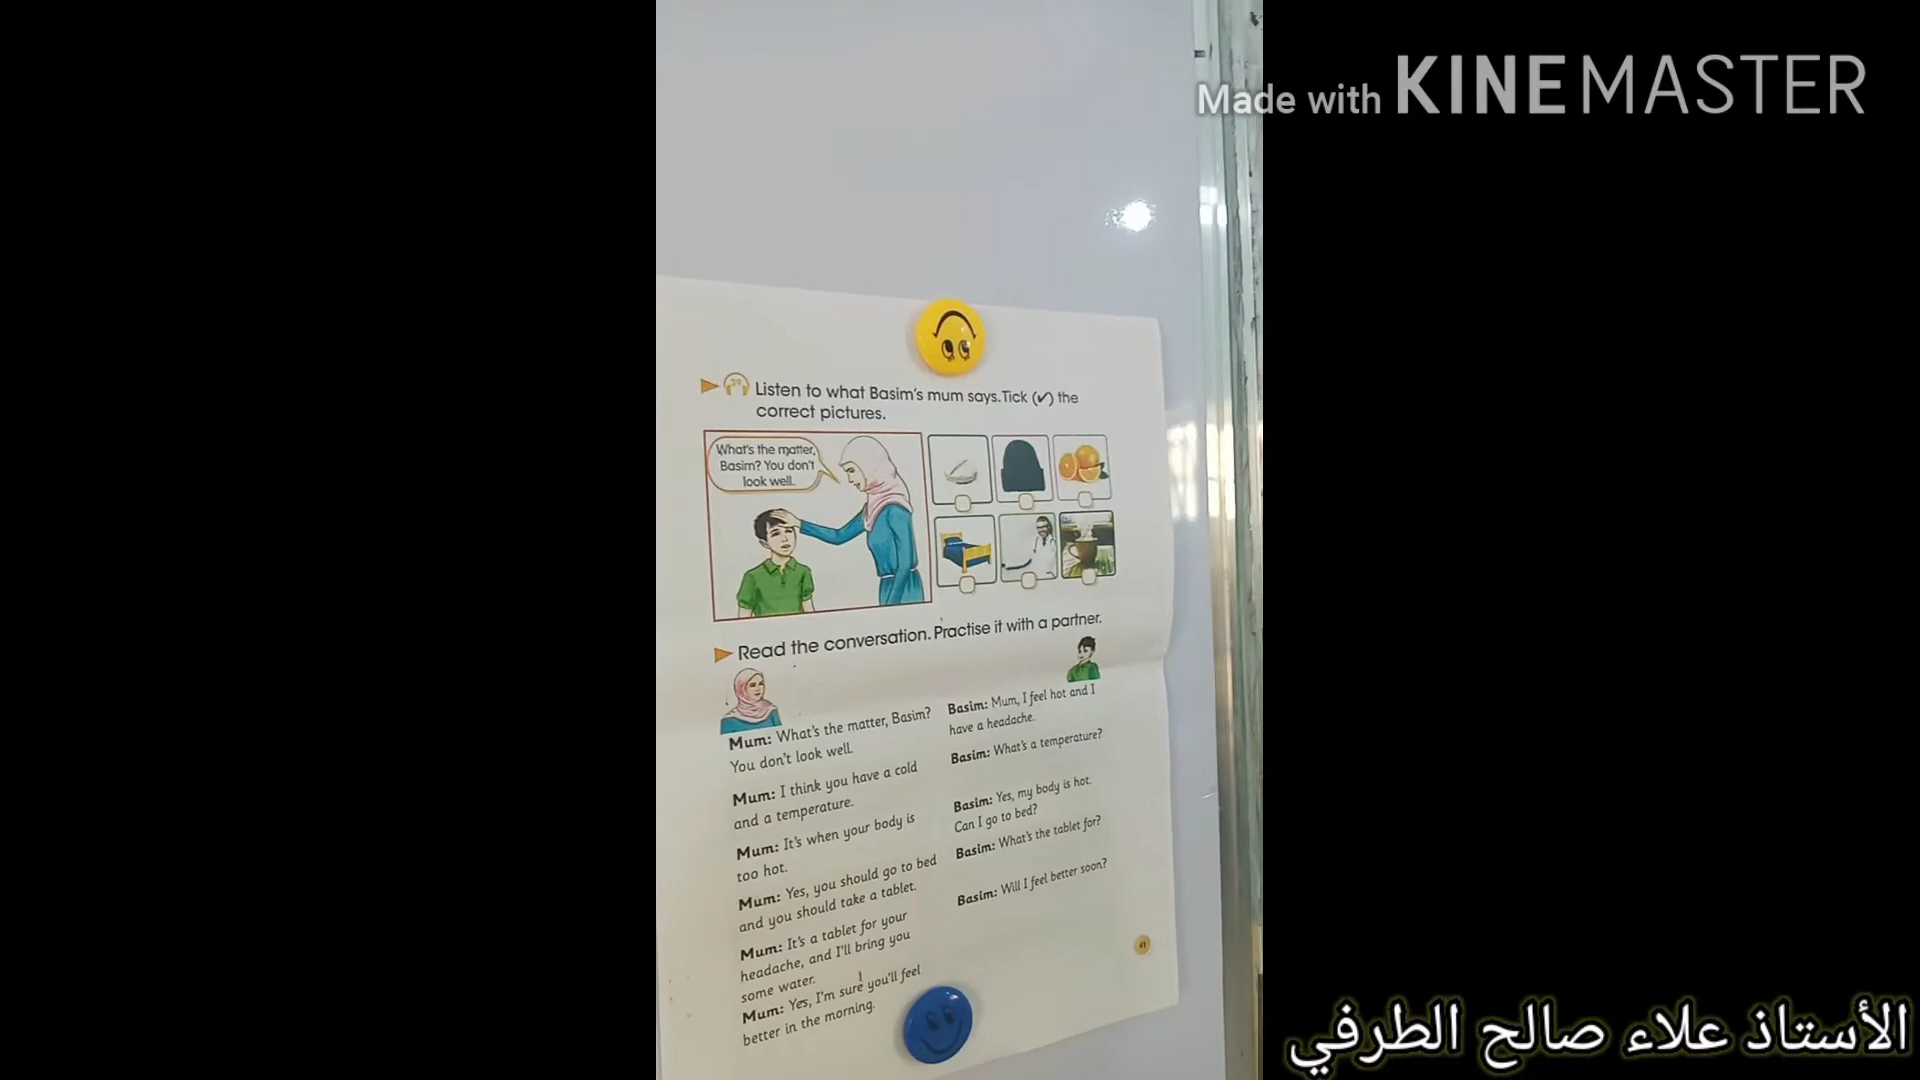 Made with KINEMASTER
39
Listen to what Basim's mum says. Tick (✔) the
correct pictures.
What's the matter,
Basim? You don't
look well.
Read the conversation. Practise it with a partner.
Mum: What's the matter, Basim?
You don't look well.
Basim: Mum, I feel hot and I
have a headache.
Mum: I think you have a cold
and a temperature.
Basim: What's a temperature?
Mum: It's when your body is
too hot.
Basim: Yes, my body is hot.
Can I go to bed?
Mum: Yes, you should go to bed
and you should take a tablet.
Basim: What's the tablet for?
Mum: It's a tablet for your
headache, and I'll bring you
some water.
Basim: Will I feel better soon?
Mum: Yes, I'm sure you'll feel
better in the morning.
41
الأستاذ علاء صالح الطرفي